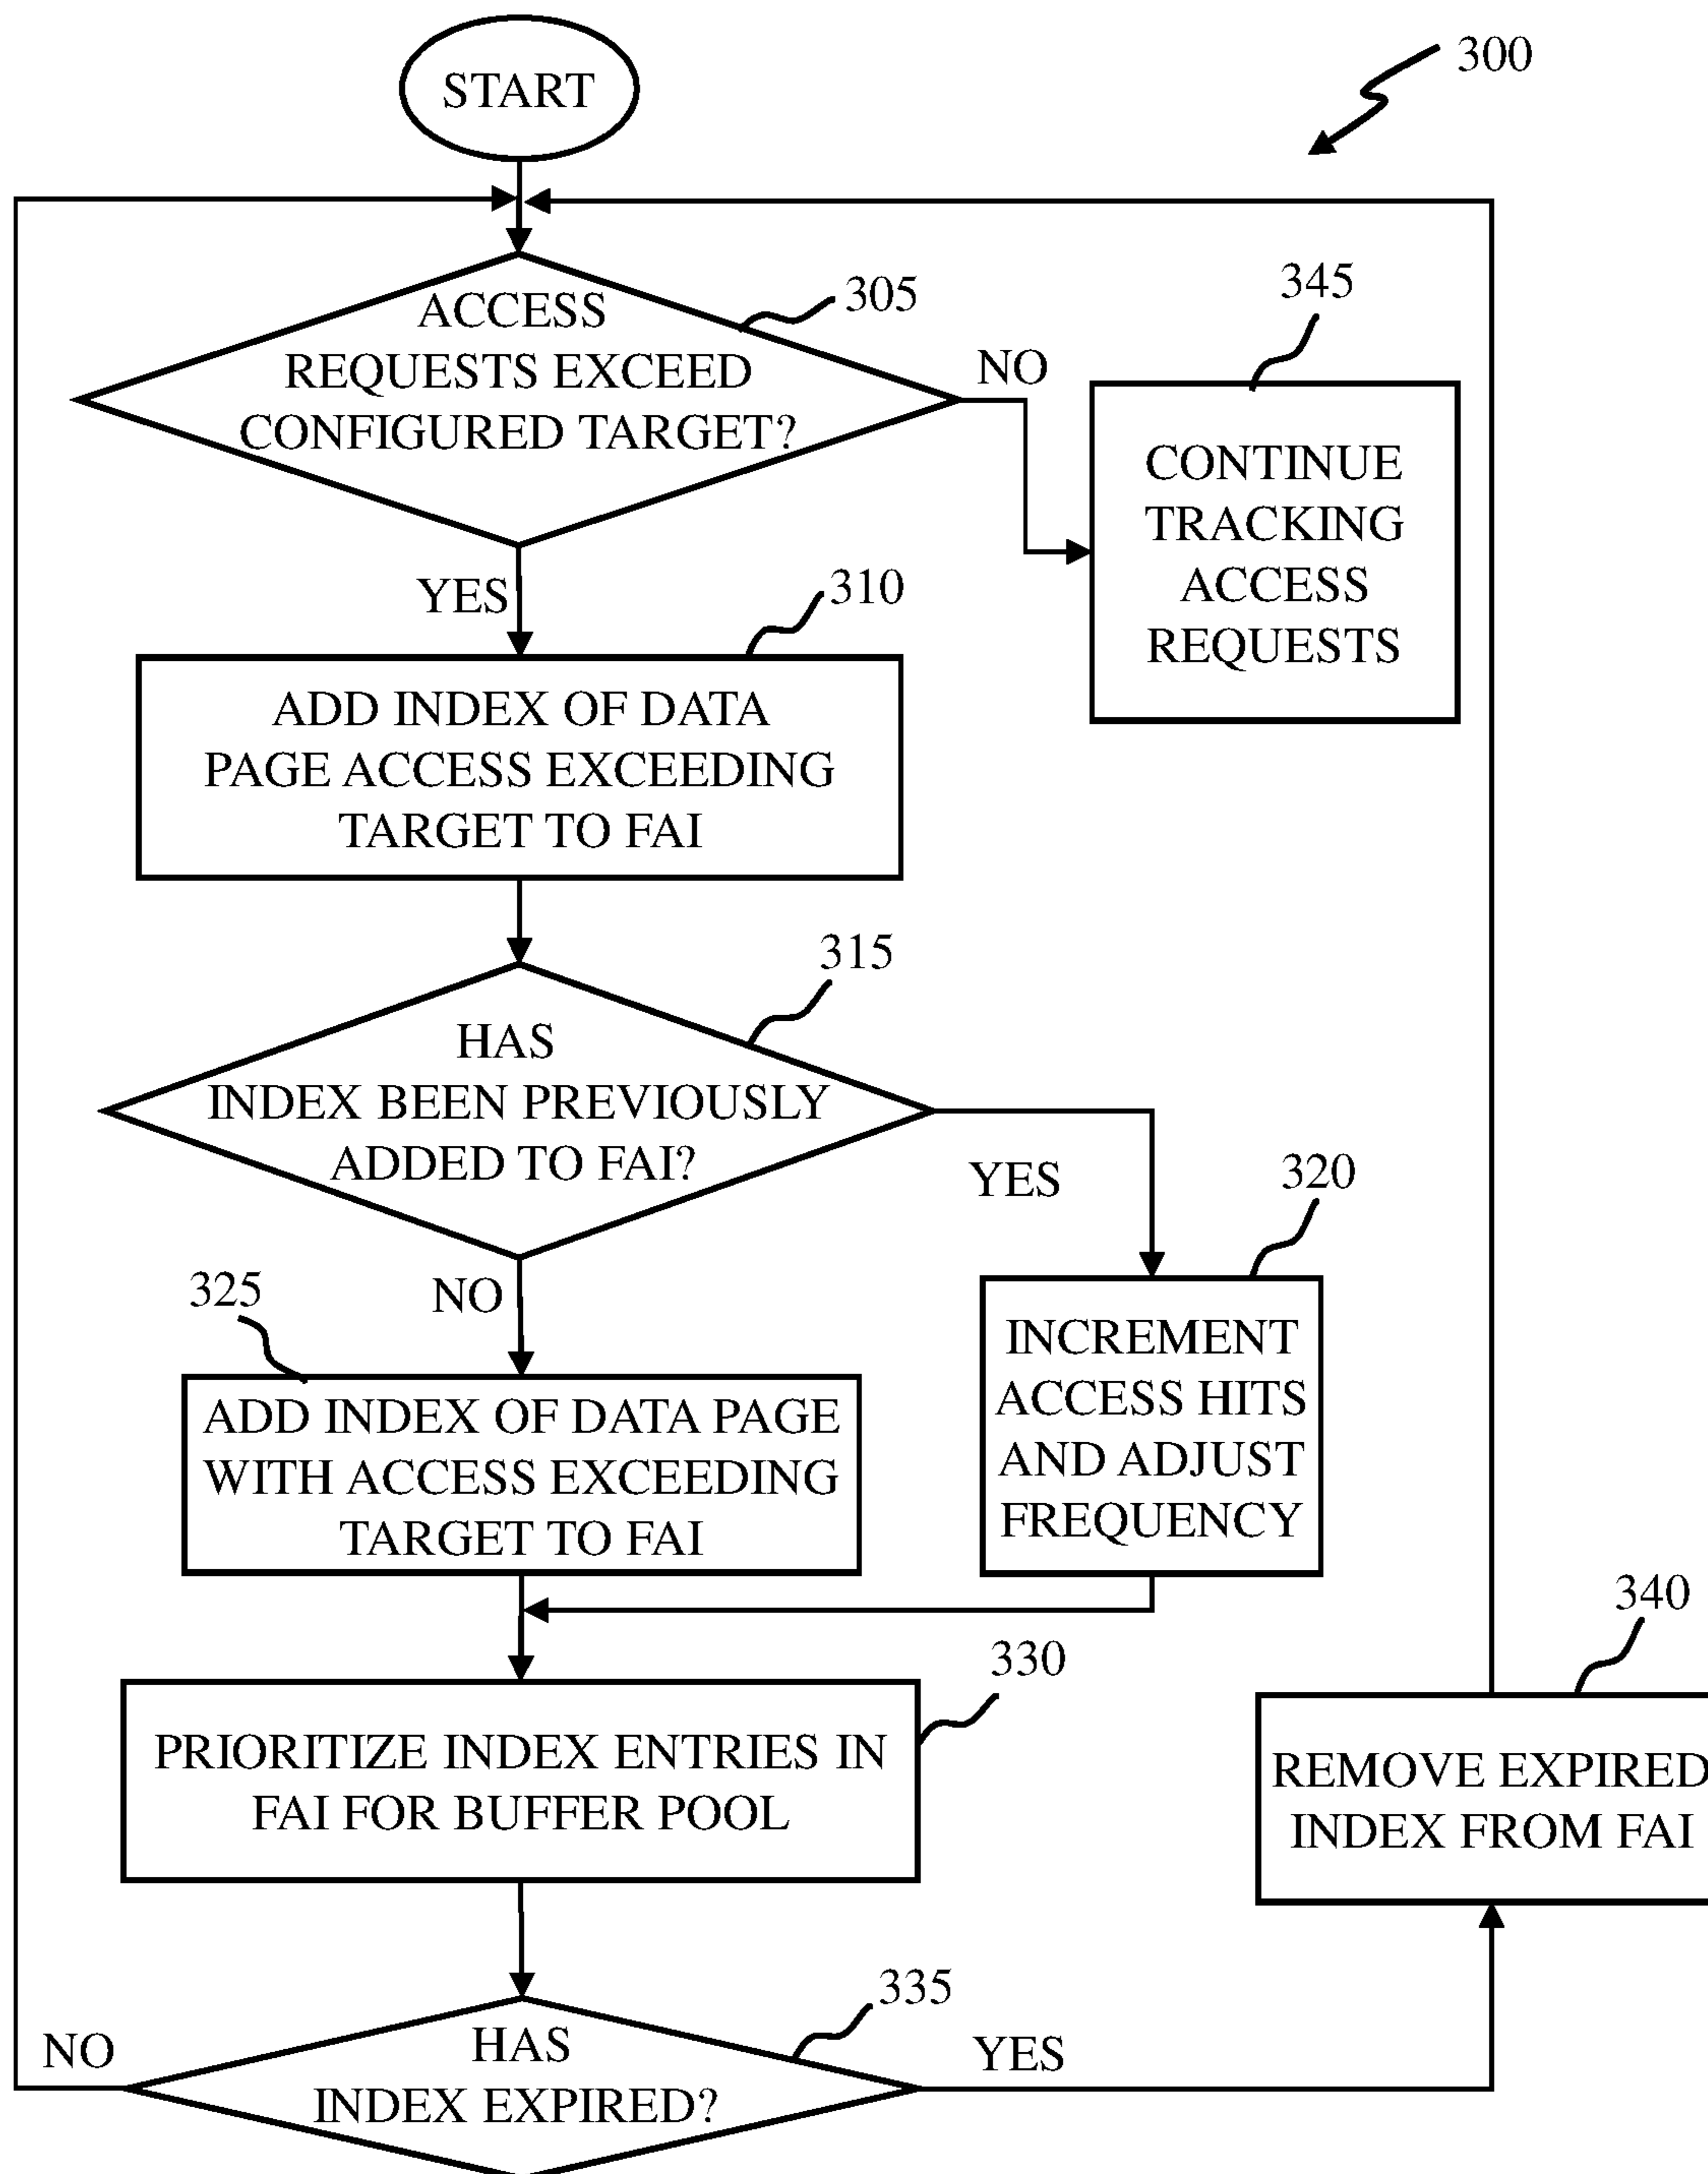 START
300
ACCESS
REQUESTS EXCEED
CONFIGURED TARGET?
305
NO
345
CONTINUE
TRACKING
ACCESS
REQUESTS
YES
310
ADD INDEX OF DATA
PAGE ACCESS EXCEEDING
TARGET TO FAI
315
HAS
INDEX BEEN PREVIOUSLY
ADDED TO FAI?
YES
320
INCREMENT
ACCESS HITS
AND ADJUST
FREQUENCY
NO
325
ADD INDEX OF DATA PAGE
WITH ACCESS EXCEEDING
TARGET TO FAI
330
PRIORITIZE INDEX ENTRIES IN
FAI FOR BUFFER POOL
340
REMOVE EXPIRED
INDEX FROM FAI
335
HAS
INDEX EXPIRED?
NO
YES